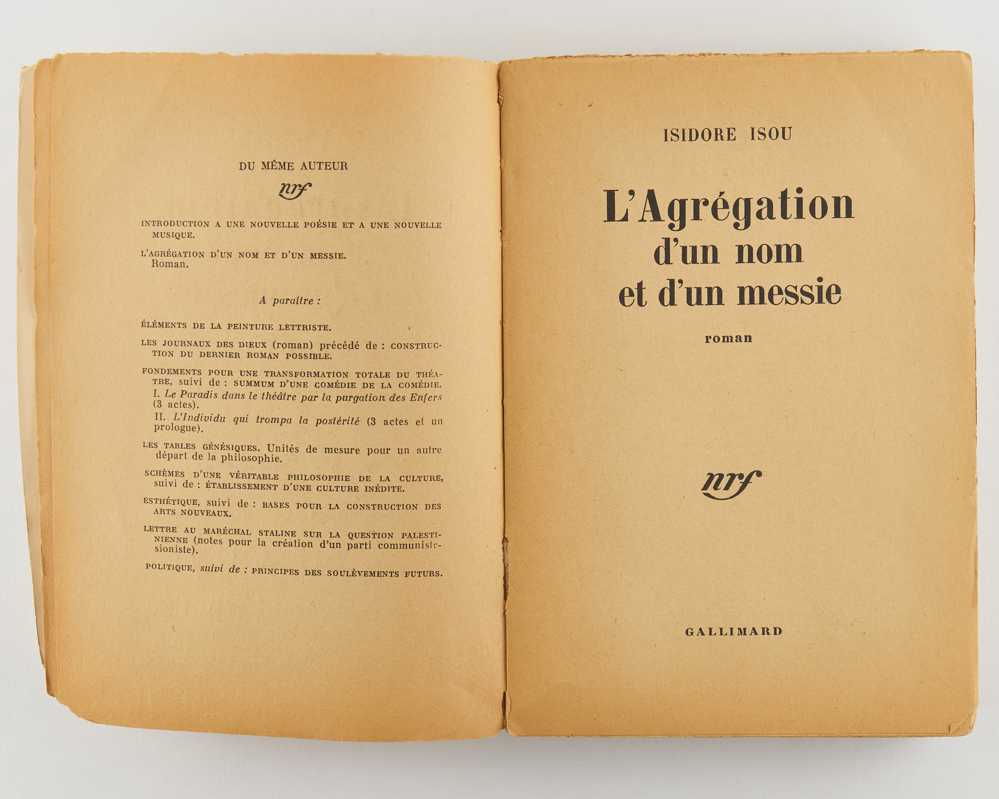 DU MÊME AUTEUR
nrf
INTRODUCTION A UNE NOUVELLE POÉSIE ET A UNE NOUVELLE
MUSIQUE.
L'AGRÉGATION D'UN NOM ET D'UN MESSIE.
Roman.
A paraître :
ÉLÉMENTS DE LA PEINTURE LETTRISTE.
LES JOURNAUX DES DIEUX (roman) précédé de : CONSTRUC-
TION DU DERNIER ROMAN POSSIBLE.
FONDEMENTS POUR UNE TRANSFORMATION TOTALE DU THÉA-
TRE, suivi de : SUMMUM D'UNE COMÉDIE DE LA COMÉDIE.
I. Le Paradis dans le théâtre par la purgation des Enfers
(3 actes).
II. L'Individu qui trompa la postérité (3 actes et un
prologue).
LES TABLES GÉNÉSIQUES. Unités de mesure pour un autre
départ de la philosophie.
SCHÈMES D'UNE VÉRITABLE PHILOSOPHIE DE LA CULTURE,
suivi de : ÉTABLISSEMENT D'UNE CULTURE INÉDITE.
ESTHÉTIQUE, suivi de : BASES POUR LA CONSTRUCTION DES
ARTS NOUVEAUX.
LETTRE AU MARÉCHAL STALINE SUR LA QUESTION PALESTI-
NIENNE (notes pour la création d'un parti communiste-
sioniste).
POLITIQUE, suivi de : PRINCIPES DES SOULÈVEMENTS FUTURS.
ISIDORE ISOU
L'Agrégation
d'un nom
et d'un messie
roman
nrf
GALLIMARD